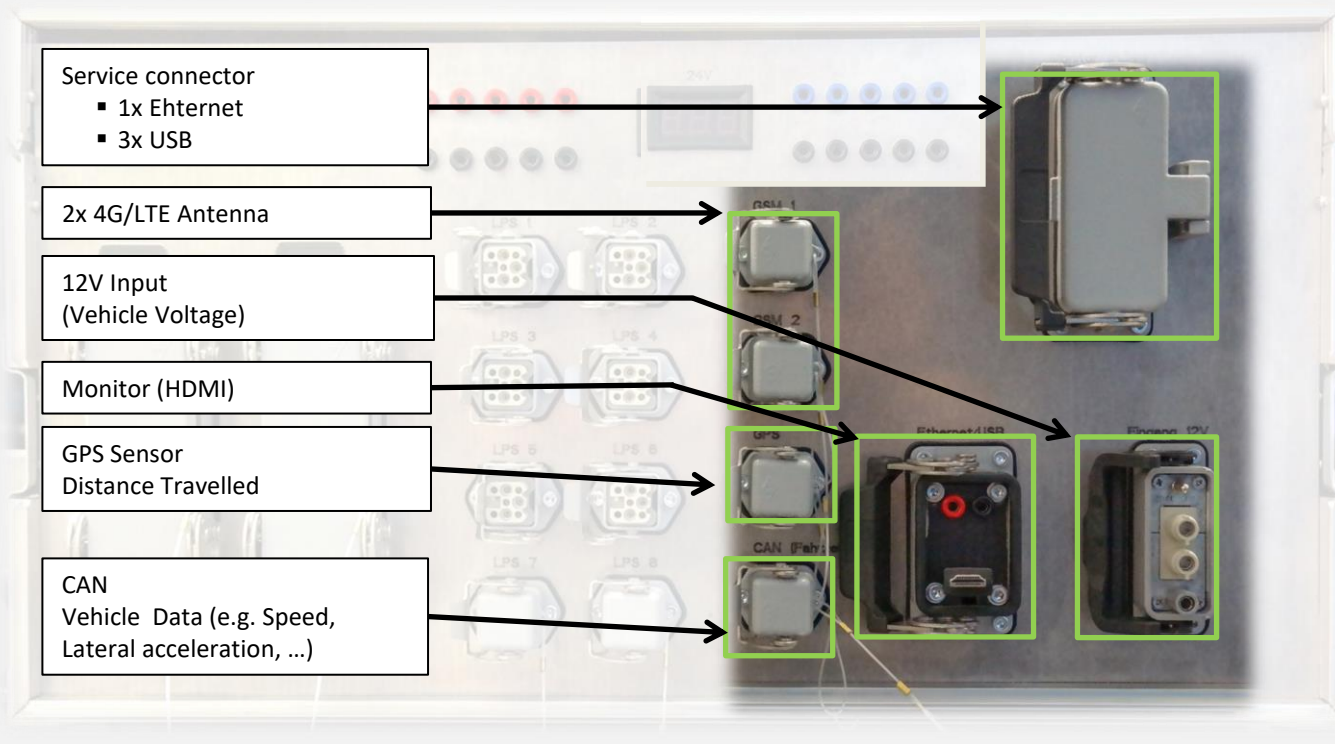 Service connector
▪ 1x Ehternet
▪ 3x USB
2x 4G/LTE Antenna
12V Input
(Vehicle Voltage)
Monitor (HDMI)
GPS Sensor
Distance Travelled
CAN
Vehicle Data (e.g. Speed,
Lateral acceleration, …)
24V
LPS 1
LPS 2
LPS 3
LPS 4
LPS 5
LPS 6
LPS 7
LPS 8
GSM 1
GSM 2
GPS
CAN
Ethernet/USB
Eingang 12V